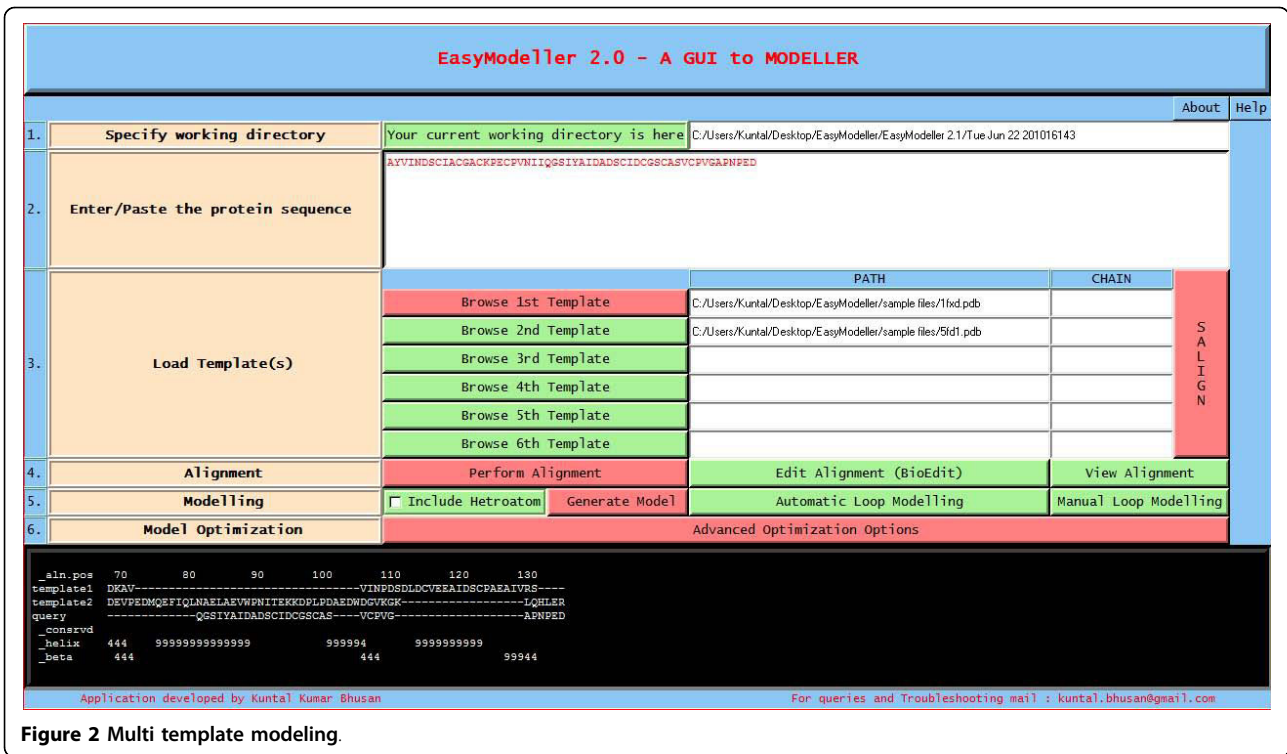 EasyModeller 2.0 - A GUI to MODELLER
About Help
1. Specify working directory Your current working directory is here C:/Users/Kuntal/Desktop/EasyModeller/EasyModeller 2.1/Tue Jun 22 201016143
2. Enter/Paste the protein sequence
AYVINDSCIACGACKPECPVNIIQGSIYAIDADSCIDCGSCASVCPVGAPNPED
3. Load Template(s)
PATH CHAIN
Browse 1st Template C:/Users/Kuntal/Desktop/EasyModeller/sample files/1fxd.pdb
Browse 2nd Template C:/Users/Kuntal/Desktop/EasyModeller/sample files/5fd1.pdb
Browse 3rd Template
Browse 4th Template
Browse 5th Template
Browse 6th Template
SALIGN
4. Alignment Perform Alignment Edit Alignment (BioEdit) View Alignment
5. Modelling Include Hetroatom Generate Model Automatic Loop Modelling Manual Loop Modelling
6. Model Optimization Advanced Optimization Options
_aln.pos 70 80 90 100 110 120 130
template1 DKAV-----------------------------------VINPDSDLDCVEEAIDSCPAEAIVRS----
template2 DEVPEDMQEFIQLNAELAEVWPNITEKKDPLPDAEDWDGVKGK-------------------LQHLER
query --------------QGSIYAIDADSCIDCGSCAS----VCPVG--------------------APNPED
_consrvd
_helix 444 99999999999999 999994 9999999999
_beta 444 444 99944
Application developed by Kuntal Kumar Bhusan For queries and Troubleshooting mail : kuntal.bhusan@gmail.com
Figure 2 Multi template modeling.